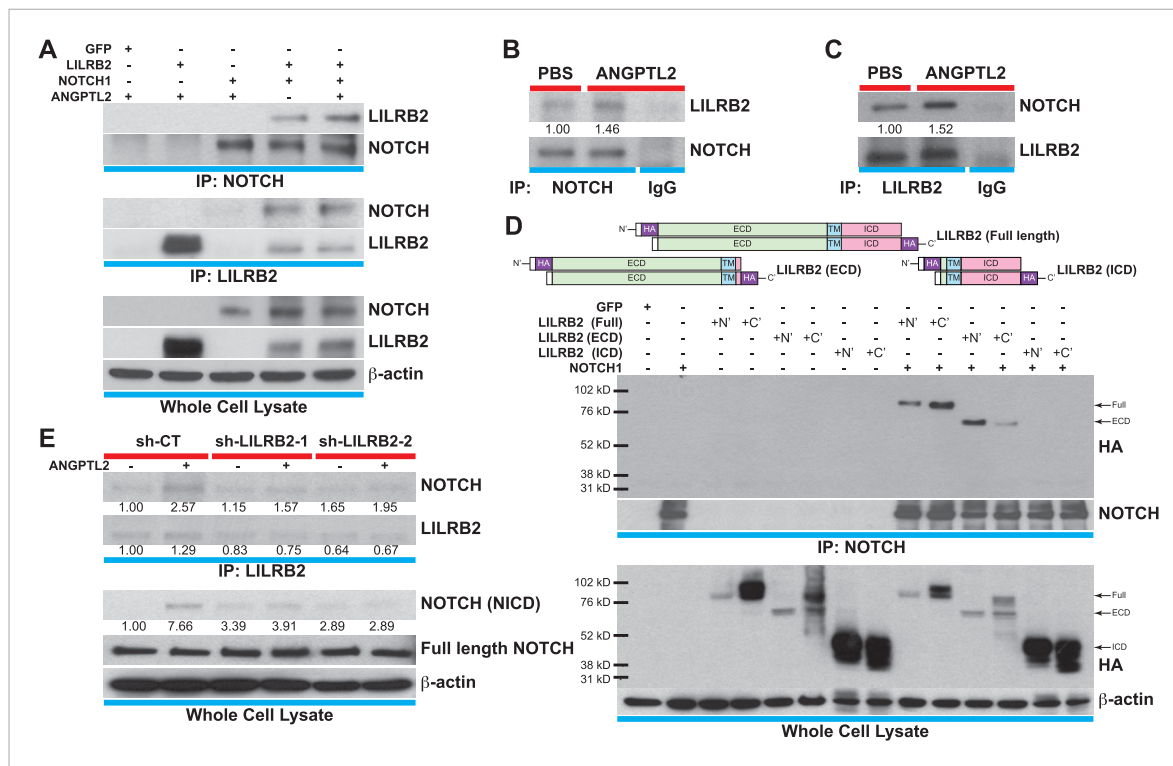 A
GFP + - - - -
LILRB2 - + - + +
NOTCH1 - - + + +
ANGPTL2 + + + - +
LILRB2
NOTCH
IP: NOTCH
NOTCH
LILRB2
IP: LILRB2
NOTCH
LILRB2
β-actin
Whole Cell Lysate
B
PBS ANGPTL2
LILRB2
1.00 1.46
NOTCH
IP: NOTCH IgG
C
PBS ANGPTL2
NOTCH
1.00 1.52
LILRB2
IP: LILRB2 IgG
D
N' HA ECD TM ICD
ECD TM ICD HA C'
LILRB2 (Full length)
N' HA ECD TM
ECD TM HA C'
LILRB2 (ECD)
N' HA TM ICD
TM ICD HA C'
LILRB2 (ICD)
GFP + - - - - - - - - - - - - -
LILRB2 (Full) - - +N' +C' - - - - +N' +C' - - - -
LILRB2 (ECD) - - - - +N' +C' - - - - +N' +C' - -
LILRB2 (ICD) - - - - - - +N' +C' - - - - +N' +C'
NOTCH1 - + - - - - - - + + + + + +
102 kD
76 kD
52 kD
38 kD
31 kD
Full
ECD
HA
NOTCH
IP: NOTCH
102 kD
76 kD
52 kD
38 kD
31 kD
Full
ECD
ICD
HA
β-actin
Whole Cell Lysate
E
sh-CT sh-LILRB2-1 sh-LILRB2-2
ANGPTL2 - + - + - +
NOTCH
1.00 2.57 1.15 1.57 1.65 1.95
LILRB2
1.00 1.29 0.83 0.75 0.64 0.67
IP: LILRB2
NOTCH (NICD)
1.00 7.66 3.39 3.91 2.89 2.89
Full length NOTCH
β-actin
Whole Cell Lysate